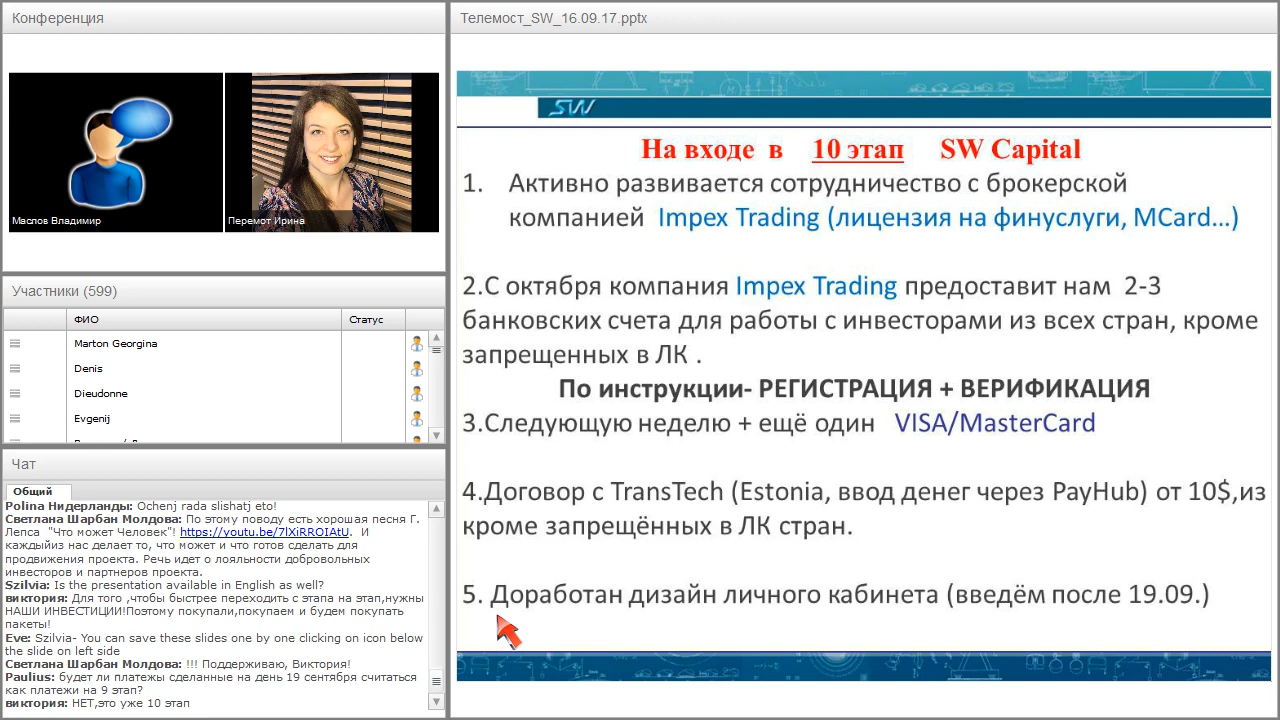 Конференция
Маслов Владимир
Перемот Ирина
Участники (599)
ФИО
Статус
Marton Georgina
Denis
Dieudonne
Evgenij
Чат
Общий
Polina Нидерланды: Ochenj rada slishatj eto!
Светлана Шарбан Молдова: По этому поводу есть хорошая песня Г.
Лепса "Что может Человек"! https://youtu.be/7lXiRROIAtU. И
каждыйиз нас делает то, что может и что готов сделать для
продвижения проекта. Речь идет о лояльности добровольных
инвесторов и партнеров проекта.
Szilvia: Is the presentation available in English as well?
виктория: Для того ,чтобы быстрее переходить с этапа на этап,нужны
НАШИ ИНВЕСТИЦИИ!Поэтому покупали,покупаем и будем покупать
пакеты!
Eve: Szilvia- You can save these slides one by one clicking on icon below
the slide on left side
Светлана Шарбан Молдова: !!! Поддерживаю, Виктория!
Paulius: будет ли платежы сделанные на день 19 сентября считаться
как платежи на 9 этап?
виктория: НЕТ,это уже 10 этап
Телемост_SW_16.09.17.pptx
SW
На входе в 10 этап SW Capital
1. Активно развивается сотрудничество с брокерской
компанией Impex Trading (лицензия на финуслуги, MCard...)
2.С октября компания Impex Trading предоставит нам 2-3
банковских счета для работы с инвесторами из всех стран, кроме
запрещенных в ЛК .
По инструкции- РЕГИСТРАЦИЯ + ВЕРИФИКАЦИЯ
3.Следующую неделю + ещё один VISA/MasterCard
4.Договор с TransTech (Estonia, ввод денег через PayHub) от 10$,из
кроме запрещённых в ЛК стран.
5. Доработан дизайн личного кабинета (введём после 19.09.)